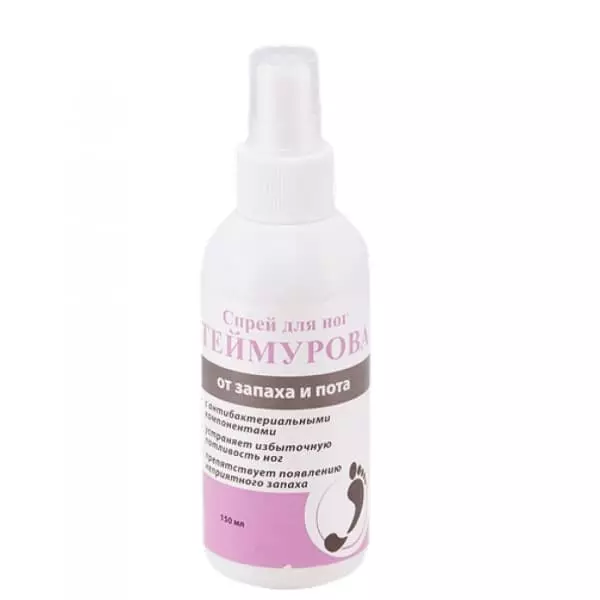 Спрей для ног
ТЕЙМУРОВА
от запаха и пота
с антибактериальными
компонентами
устраняет избыточную
потливость ног
препятствует появлению
неприятного запаха
150 мл